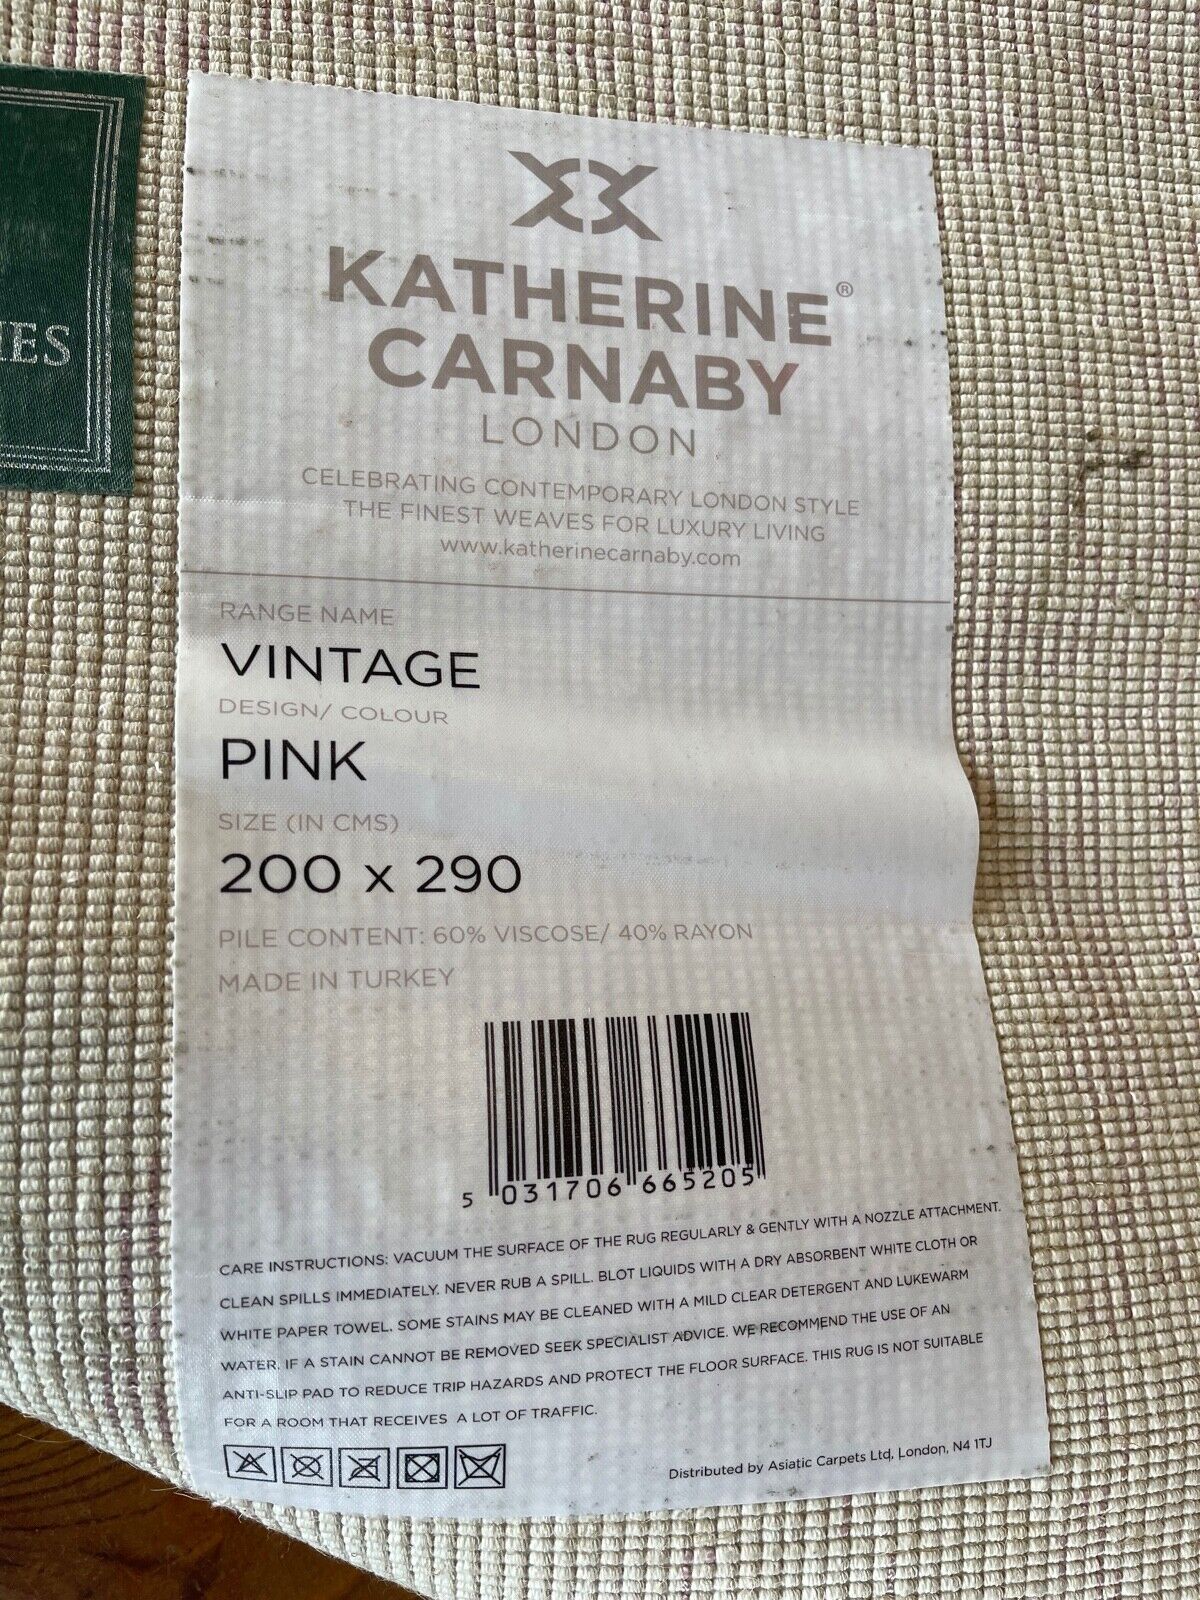 KATHERINE®
CARNABY
LONDON
CELEBRATING CONTEMPORARY LONDON STYLE
THE FINEST WEAVES FOR LUXURY LIVING
www.katherinecarnaby.com
RANGE NAME
VINTAGE
DESIGN/ COLOUR
PINK
SIZE (IN CMS)
200 x 290
PILE CONTENT: 60% VISCOSE/ 40% RAYON
MADE IN TURKEY
5 031706 665205
CARE INSTRUCTIONS: VACUUM THE SURFACE OF THE RUG REGULARLY & GENTLY WITH A NOZZLE ATTACHMENT.
CLEAN SPILLS IMMEDIATELY. NEVER RUB A SPILL. BLOT LIQUIDS WITH A DRY ABSORBENT WHITE CLOTH OR
WHITE PAPER TOWEL. SOME STAINS MAY BE CLEANED WITH A MILD CLEAR DETERGENT AND LUKEWARM
WATER. IF A STAIN CANNOT BE REMOVED SEEK SPECIALIST ADVICE. WE RECOMMEND THE USE OF AN
ANTI-SLIP PAD TO REDUCE TRIP HAZARDS AND PROTECT THE FLOOR SURFACE. THIS RUG IS NOT SUITABLE
FOR A ROOM THAT RECEIVES A LOT OF TRAFFIC.
Distributed by Asiatic Carpets Ltd, London, N4 1TJ